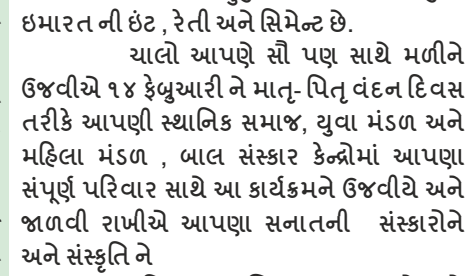 ઇમારત ની ઇંટ , રેતી અને સિમેન્ટ છે.
ચાલો આપણે સૌ પણ સાથે મળીને
ઉજવીએ ૧૪ ફેબ્રુઆરી ને માતૃ- પિતૃ વંદન દિવસ
તરીકે આપણી સ્થાનિક સમાજ, યુવા મંડળ અને
મહિલા મંડળ , બાલ સંસ્કાર કેન્દ્રોમાં આપણા
સંપૂર્ણ પરિવાર સાથે આ કાર્યક્રમને ઉજવીયે અને
જાળવી રાખીએ આપણા સનાતની સંસ્કારોને
અને સંસ્કૃતિ ને